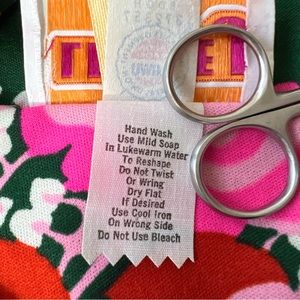 Hand Wash
Use Mild Soap
In Lukewarm Water
To Reshape
Do Not Twist
Or Wring
Dry Flat
If Desired
Use Cool Iron
On Wrong Side
Do Not Use Bleach